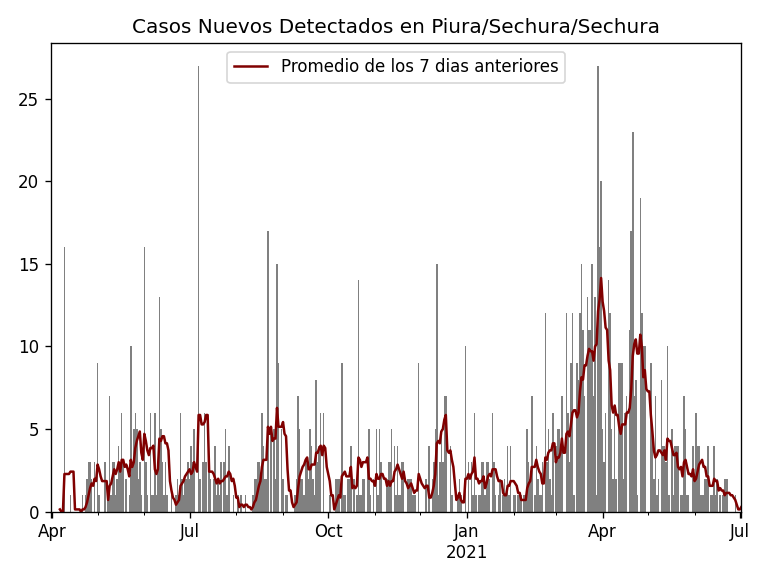 Casos Nuevos Detectados en Piura/Sechura/Sechura
Promedio de los 7 dias anteriores
25
20
15
10
5
0
Apr Jul Oct Jan Apr Jul
2021